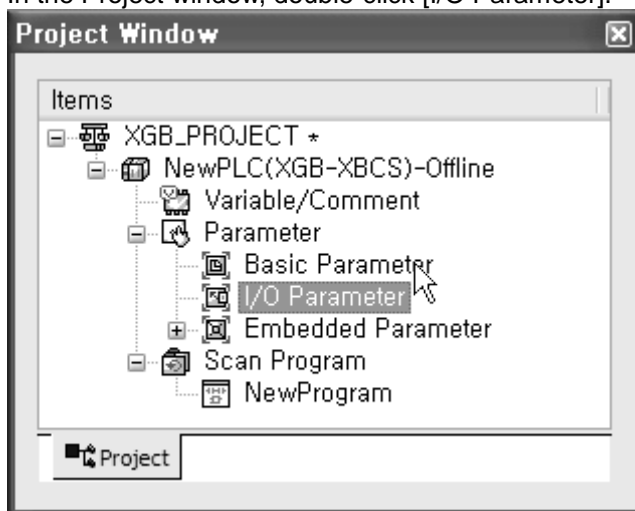 In the Project window, double-click [I/O Parameter].
Project Window
Items
XGB_PROJECT *
NewPLC(XGB-XBCS)-Offline
Variable/Comment
Parameter
Basic Parameter
I/O Parameter
Embedded Parameter
Scan Program
NewProgram
Project